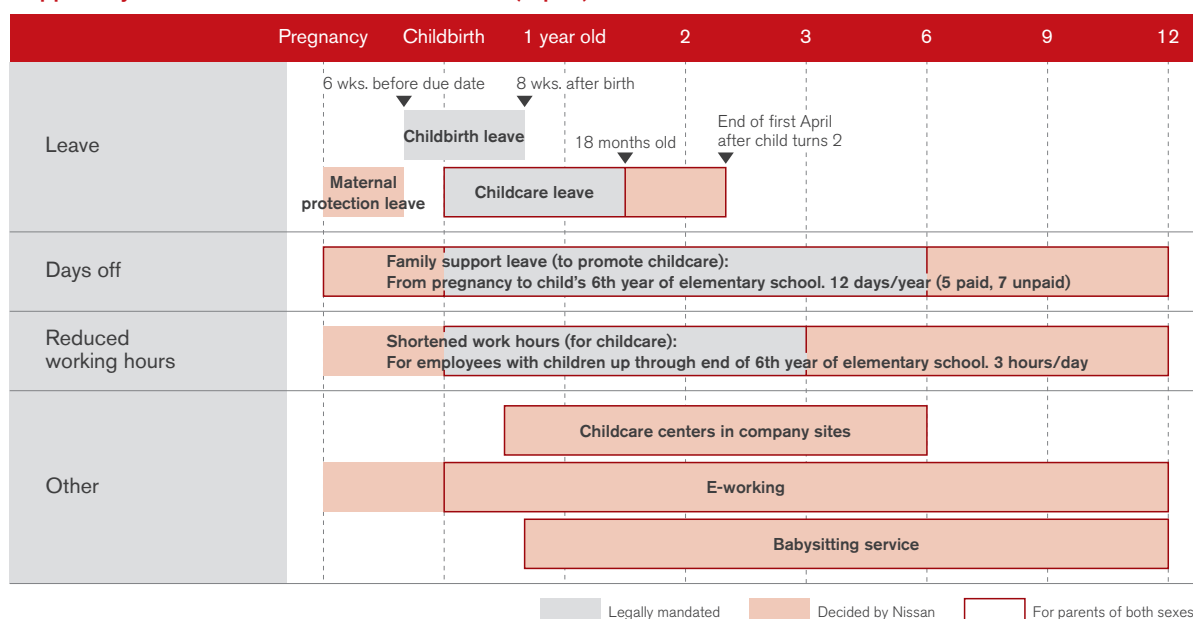 Pregnancy Childbirth 1 year old 2 3 6 9 12
6 wks. before due date 8 wks. after birth
Childbirth leave
End of first April
after child turns 2
18 months old
Leave
Maternal
protection leave
Childcare leave
Days off
Family support leave (to promote childcare):
From pregnancy to child's 6th year of elementary school. 12 days/year (5 paid, 7 unpaid)
Reduced
working hours
Shortened work hours (for childcare):
For employees with children up through end of 6th year of elementary school. 3 hours/day
Other
Childcare centers in company sites
E-working
Babysitting service
Legally mandated Decided by Nissan For parents of both sexes